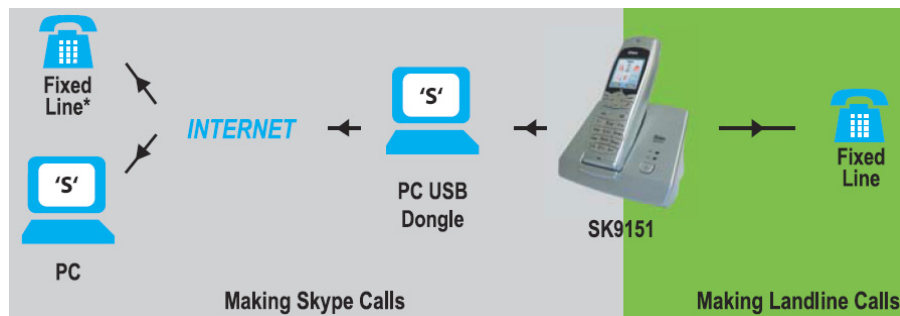 Fixed
Line*
'S'
PC
INTERNET
'S'
PC USB
Dongle
SK9151
Fixed
Line
Making Skype Calls
Making Landline Calls